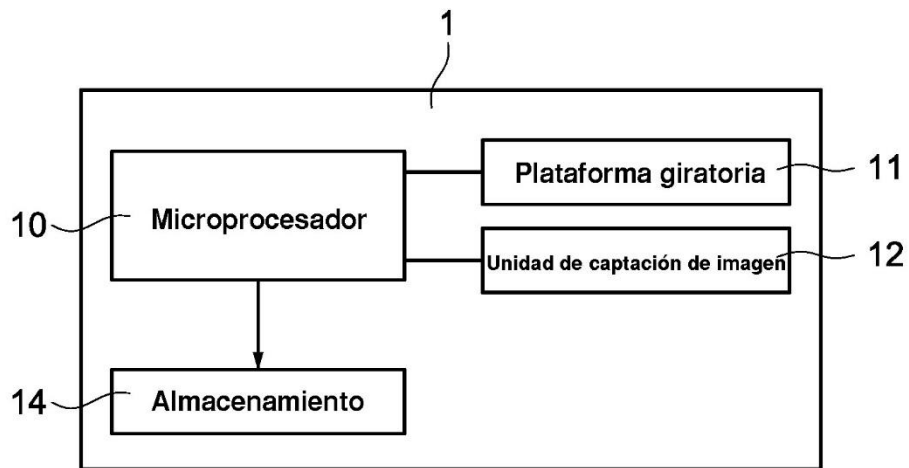 1
Plataforma giratoria
11
10
Microprocesador
Unidad de captación de imagen
12
14
Almacenamiento